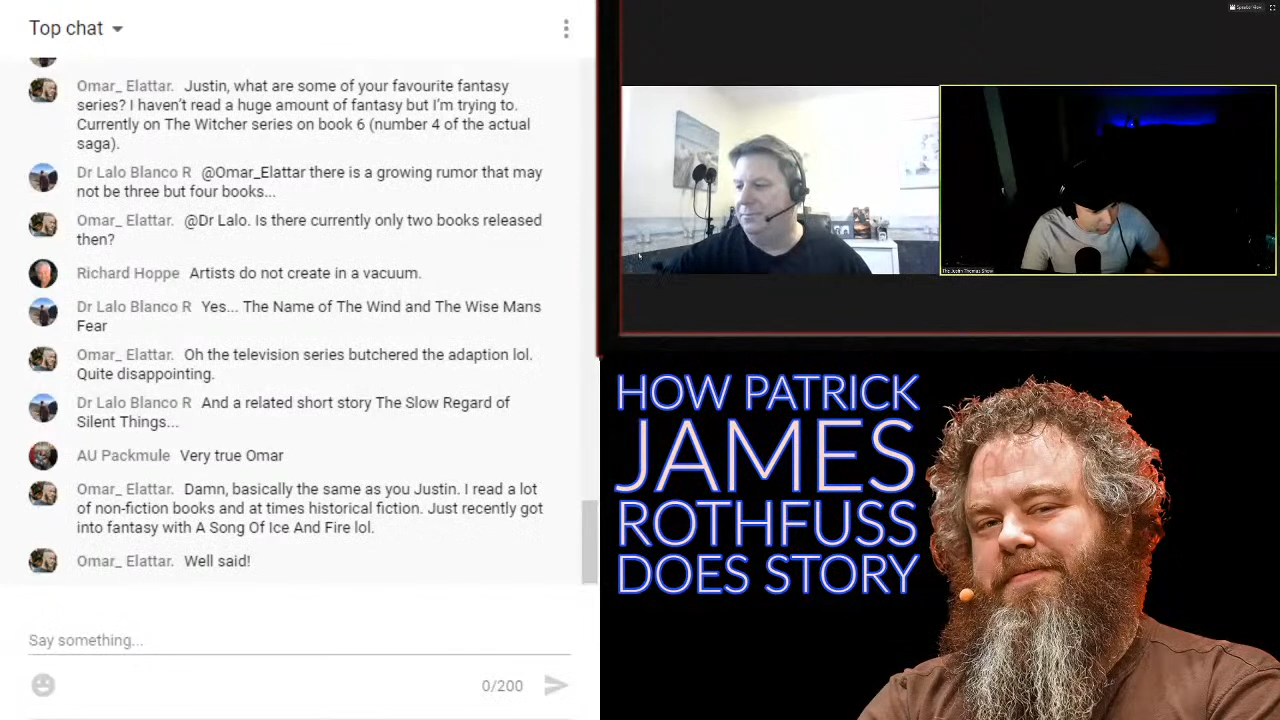 Top chat
Omar_ Elattar. Justin, what are some of your favourite fantasy
series? I haven't read a huge amount of fantasy but I'm trying to.
Currently on The Witcher series on book 6 (number 4 of the actual
saga).
Dr Lalo Blanco R @Omar_Elattar there is a growing rumor that may
not be three but four books...
Omar_ Elattar. @Dr Lalo. Is there currently only two books released
then?
Richard Hoppe Artists do not create in a vacuum.
Dr Lalo Blanco R Yes... The Name of The Wind and The Wise Mans
Fear
Omar_ Elattar. Oh the television series butchered the adaption lol.
Quite disappointing.
Dr Lalo Blanco R And a related short story The Slow Regard of
Silent Things...
AU Packmule Very true Omar
Omar_ Elattar. Damn, basically the same as you Justin. I read a lot
of non-fiction books and at times historical fiction. Just recently got
into fantasy with A Song Of Ice And Fire lol.
Omar_ Elattar. Well said!
Say something...
0/200
Speaker View
The Justin Thomas Show
HOW PATRICK
JAMES
ROTHFUSS
DOES STORY